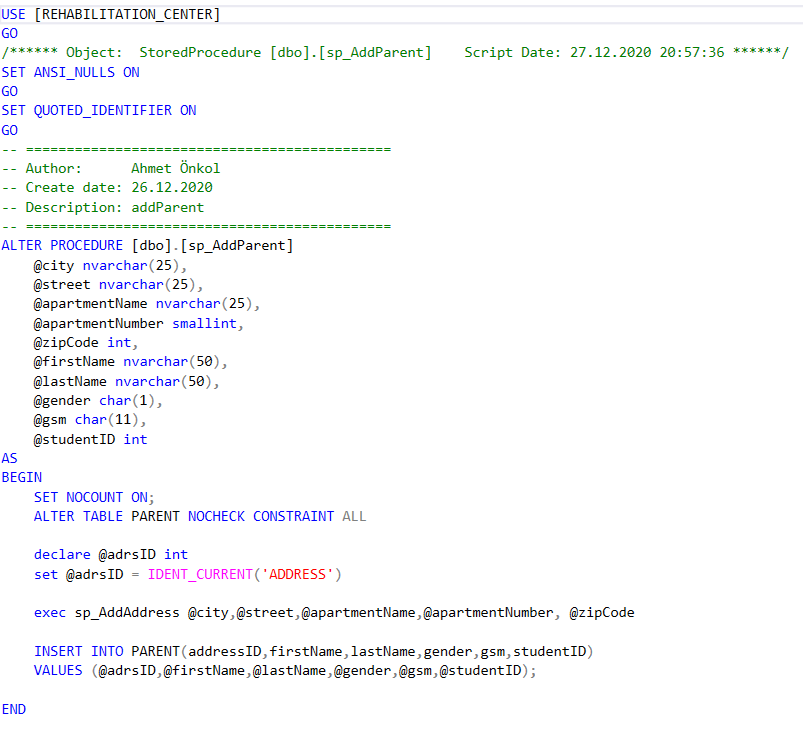 USE [REHABILITATION_CENTER]
GO
/****** Object:  StoredProcedure [dbo].[sp_AddParent]    Script Date: 27.12.2020 20:57:36 ******/
SET ANSI_NULLS ON
GO
SET QUOTED_IDENTIFIER ON
GO
-- =============================================
-- Author:      Ahmet Önkol
-- Create date: 26.12.2020
-- Description: addParent
-- =============================================
ALTER PROCEDURE [dbo].[sp_AddParent]
    @city nvarchar(25),
    @street nvarchar(25),
    @apartmentName nvarchar(25),
    @apartmentNumber smallint,
    @zipCode int,
    @firstName nvarchar(50),
    @lastName nvarchar(50),
    @gender char(1),
    @gsm char(11),
    @studentID int
AS
BEGIN
    SET NOCOUNT ON;
    ALTER TABLE PARENT NOCHECK CONSTRAINT ALL
    declare @adrsID int
    set @adrsID = IDENT_CURRENT('ADDRESS')
    exec sp_AddAddress @city,@street,@apartmentName,@apartmentNumber, @zipCode
    INSERT INTO PARENT(addressID,firstName,lastName,gender,gsm,studentID)
    VALUES (@adrsID,@firstName,@lastName,@gender,@gsm,@studentID);
END